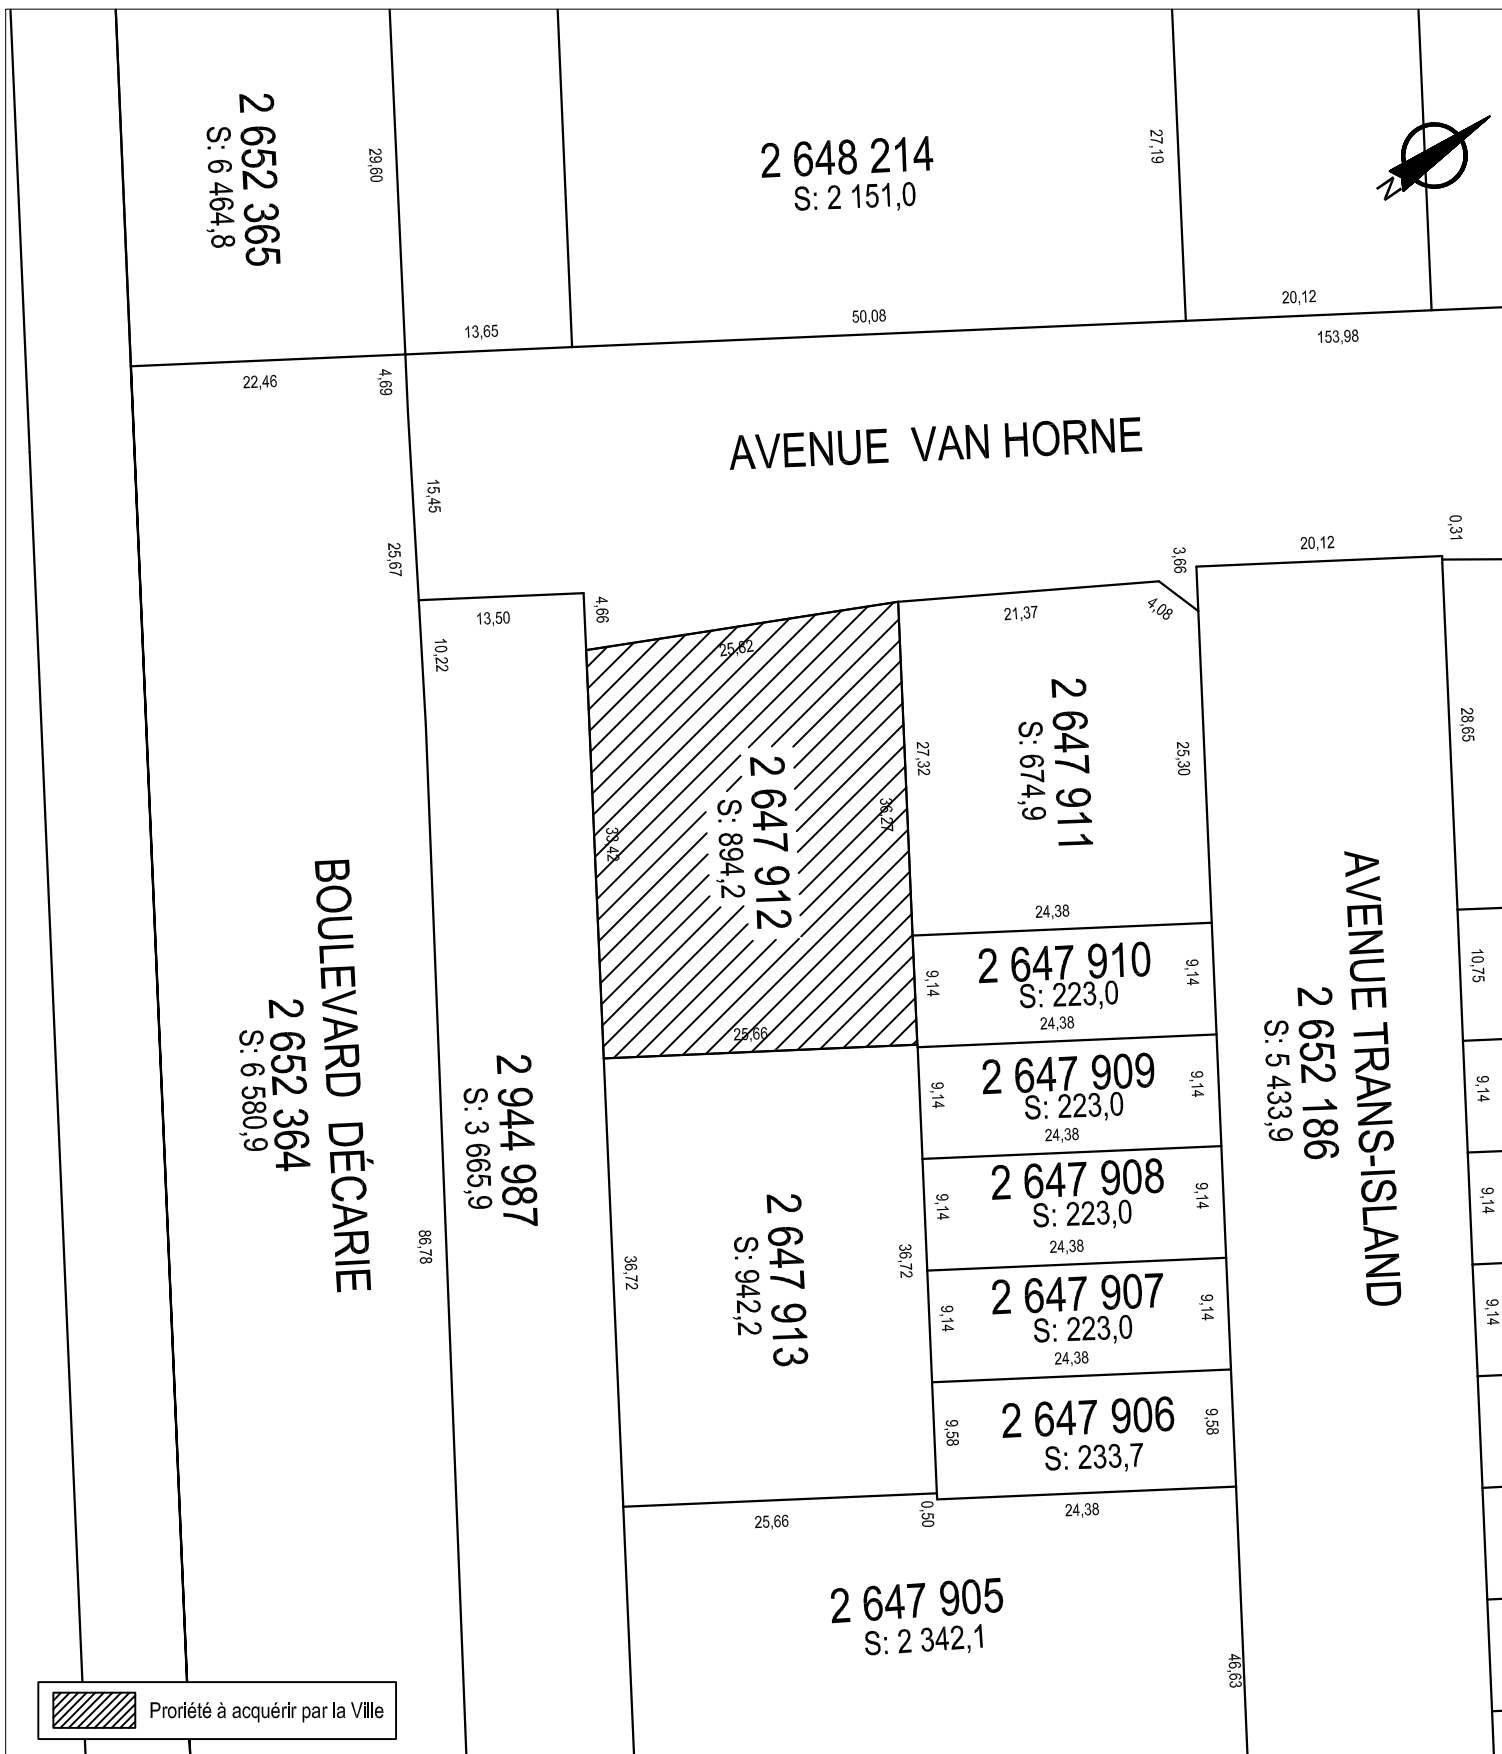 2 652 365
S: 6 464,8
29,60
2 648 214
S: 2 151,0
27,19
N
13,65
50,08
20,12
153,98
22,46
4,69
AVENUE VAN HORNE
15,45
25,67
0,31
20,12
3,66
13,50
4,66
21,37
4,08
10,22
25,82
28,65
2 647 912
S: 894,2
33,42
36,27
27,32
2 647 911
S: 674,9
25,30
24,38
BOULEVARD DÉCARIE
2 652 364
S: 6 580,9
2 944 987
S: 3 665,9
25,66
9,14
2 647 910
S: 223,0
24,38
9,14
AVENUE TRANS-ISLAND
2 652 186
S: 5 433,9
10,75
9,14
2 647 909
S: 223,0
24,38
9,14
9,14
9,14
2 647 908
S: 223,0
24,38
9,14
9,14
86,78
36,72
2 647 913
S: 942,2
36,72
9,14
2 647 907
S: 223,0
24,38
9,14
9,14
9,58
2 647 906
S: 233,7
9,58
25,66
0,50
24,38
2 647 905
S: 2 342,1
46,63
Proriété à acquérir par la Ville